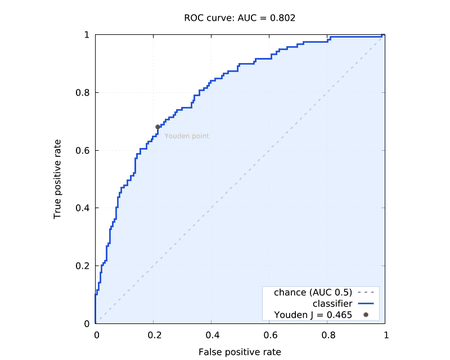 ROC curve: AUC = 0.802
1
0.8
0.6
0.4
0.2
0
True positive rate
Youden point
chance (AUC 0.5)
classifier
Youden J = 0.465
0 0.2 0.4 0.6 0.8 1
False positive rate